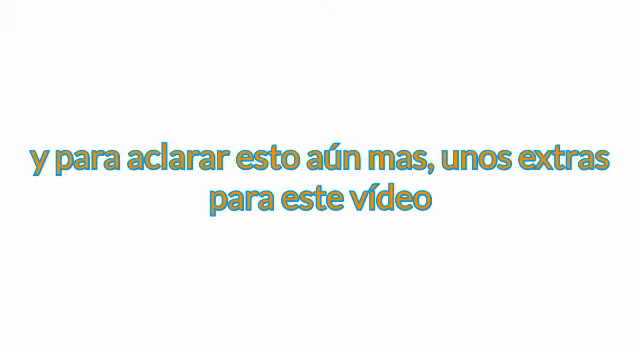 y para aclarar esto aún mas, unos extras
para este vídeo